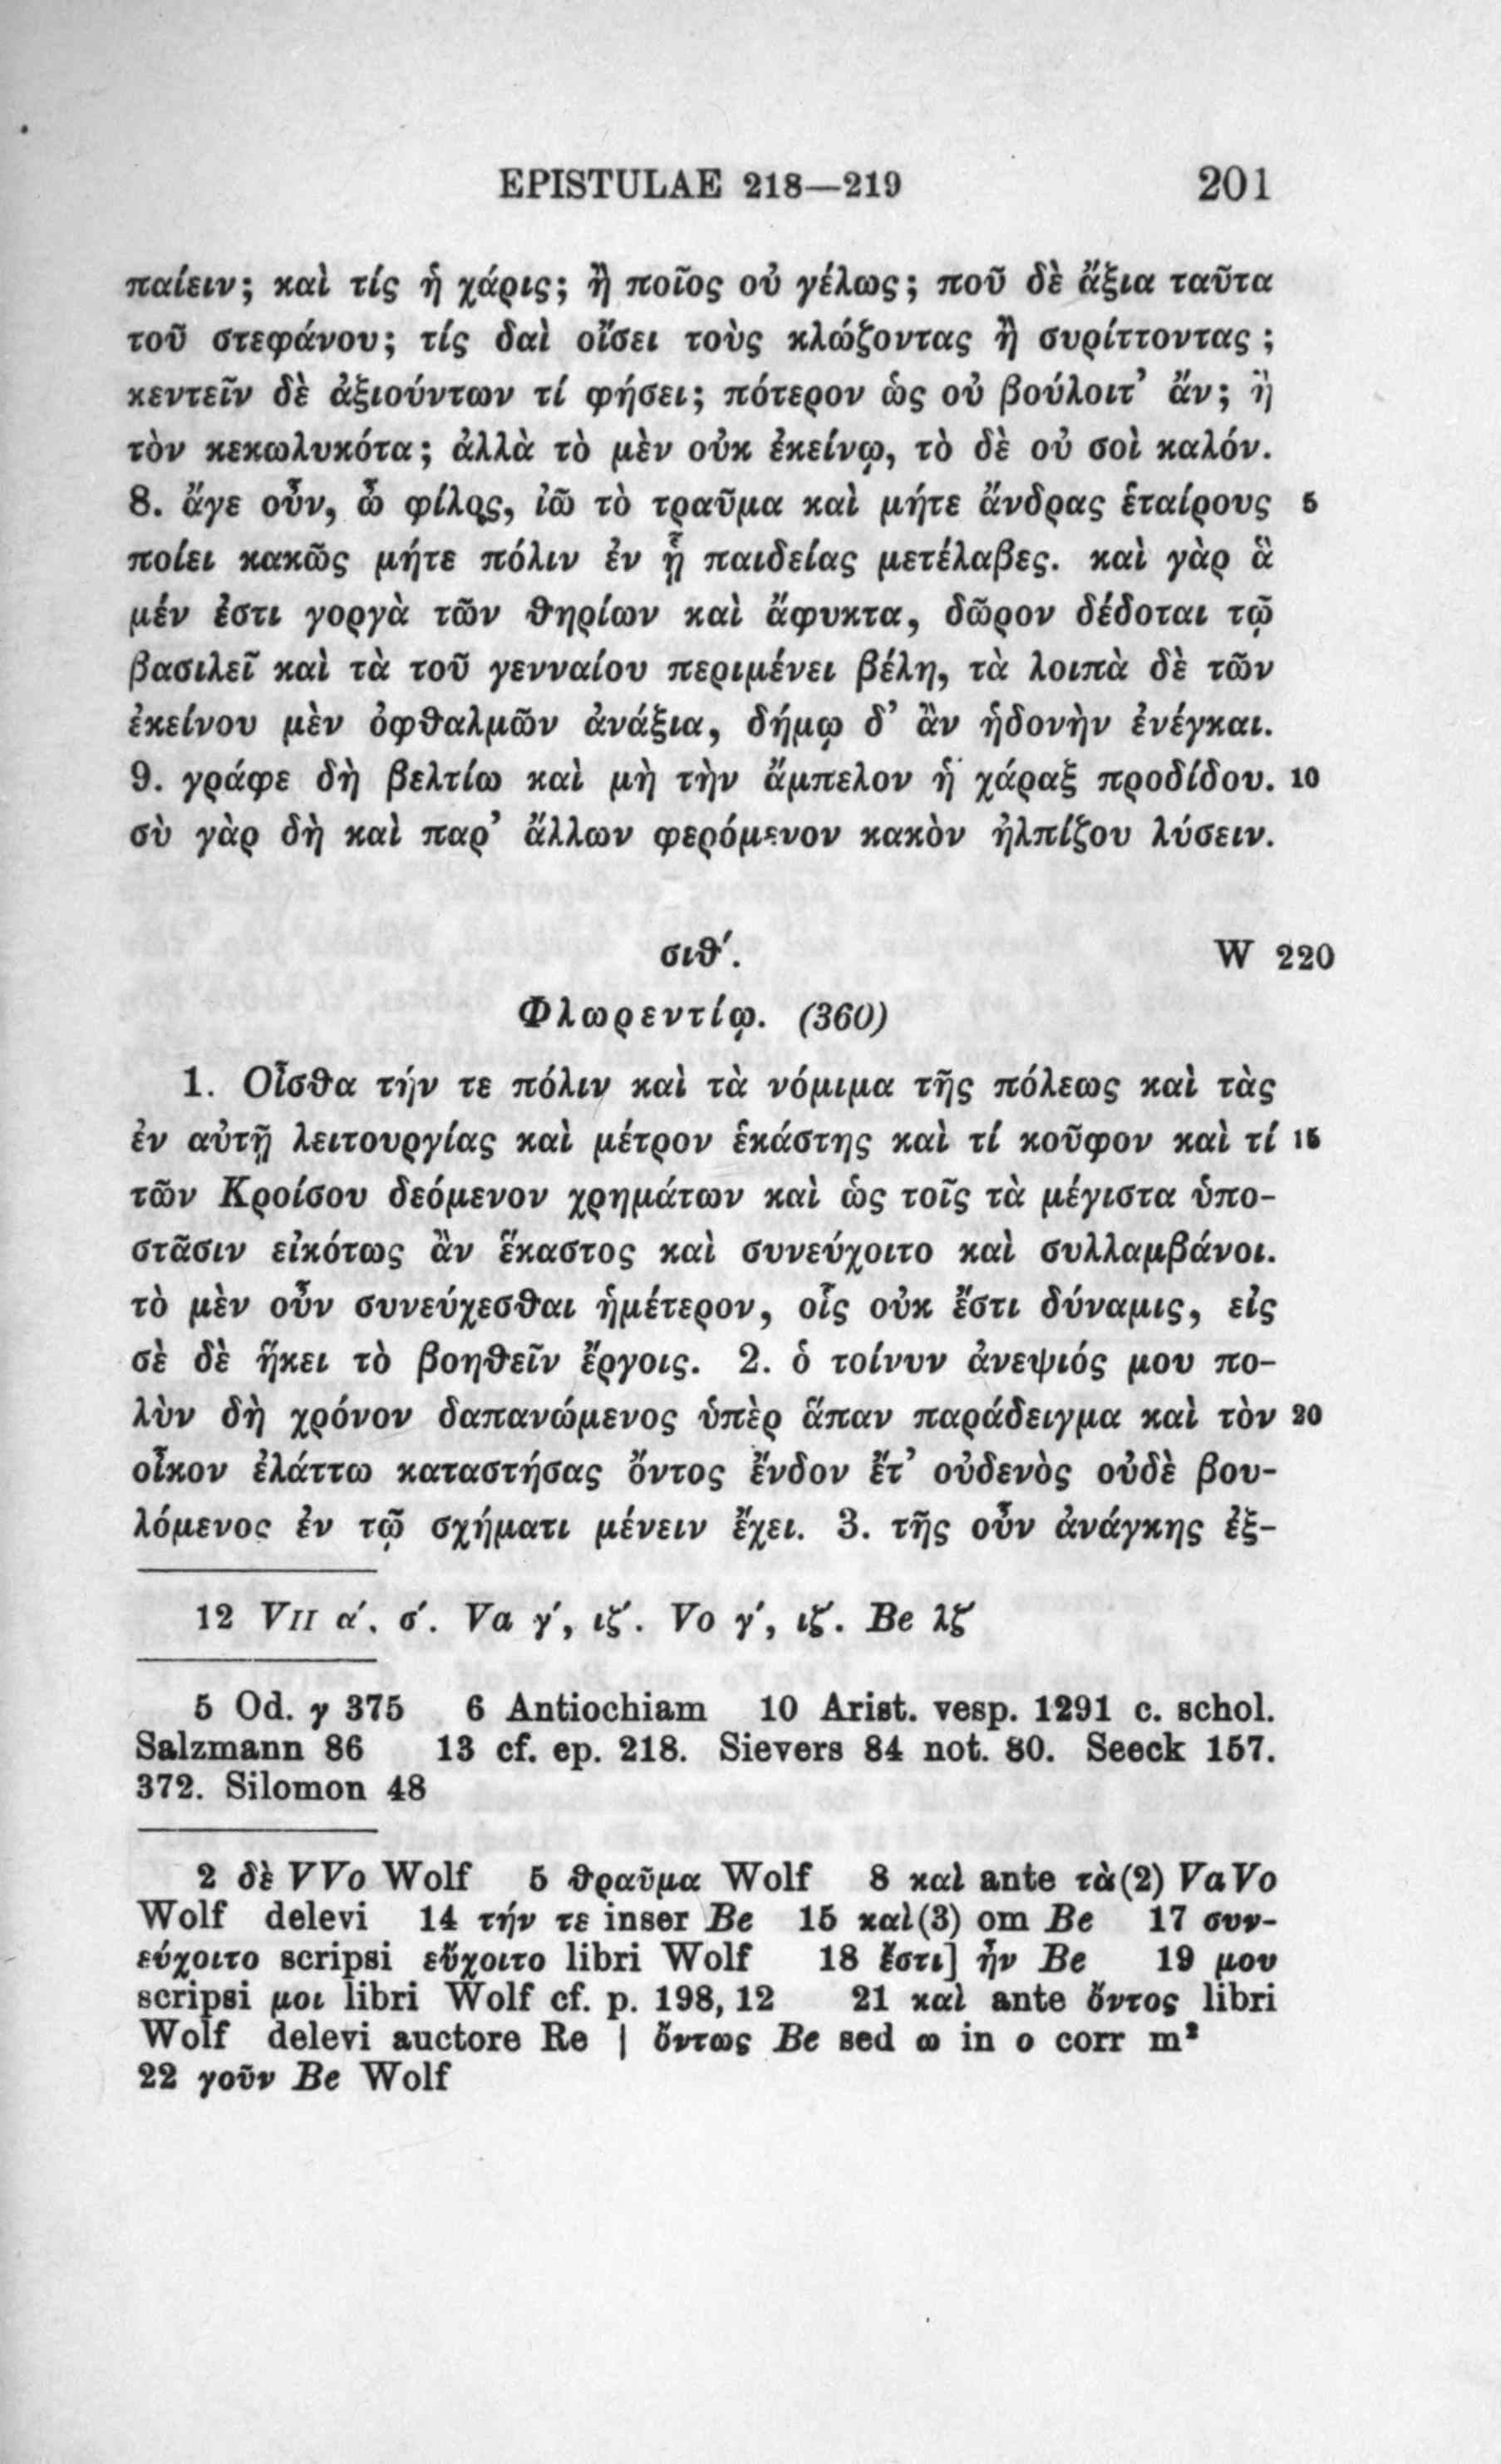 EPISTULAE 218—219 201
παίειν; καὶ τίς ἡ χάρις; ἢ ποῖος οὐ γέλως; ποῦ δὲ ἄξια ταῦτα
τοῦ στεφάνου; τίς δαὶ οἴσει τοὺς κλώζοντας ἢ συρίττοντας;
κεντεῖν δὲ ἀξιούντων τί φήσει; πότερον ὡς οὐ βούλοιτ’ ἄν; ἢ
τὸν κεκωλυκότα; ἀλλὰ τὸ μὲν οὐκ ἐκείνῳ, τὸ δὲ οὐ σοὶ καλόν.
8. ἄγε οὖν, ὦ φίλος, ἰῶ τὸ τραῦμα καὶ μήτε ἄνδρας ἑταίρους 5
ποίει κακῶς μήτε πόλιν ἐν ᾗ παιδείας μετέλαβες. καὶ γὰρ ἃ
μέν ἐστι γοργὰ τῶν θηρίων καὶ ἄφυκτα, δῶρον δέδοται τῷ
βασιλεῖ καὶ τὰ τοῦ γενναίου περιμένει βέλη, τὰ λοιπὰ δὲ τῶν
ἐκείνου μὲν ὀφθαλμῶν ἀνάξια, δήμῳ δ’ ἂν ἡδονὴν ἐνέγκαι.
9. γράφε δὴ βελτίω καὶ μὴ τὴν ἄμπελον ἡ χάραξ προδίδου. 10
σὺ γὰρ δὴ καὶ παρ’ ἄλλων φερόμενον κακὸν ἠλπίζου λύσειν.
σιθ′. W 220
Φλωρεντίῳ. (360)
1. Οἶσθα τήν τε πόλιν καὶ τὰ νόμιμα τῆς πόλεως καὶ τὰς
ἐν αὐτῇ λειτουργίας καὶ μέτρον ἑκάστης καὶ τί κοῦφον καὶ τί 15
τῶν Κροίσου δεόμενον χρημάτων καὶ ὡς τοῖς τὰ μέγιστα ὑπο-
στᾶσιν εἰκότως ἂν ἕκαστος καὶ συνεύχοιτο καὶ συλλαμβάνοι.
τὸ μὲν οὖν συνεύχεσθαι ἡμέτερον, οἷς οὐκ ἔστι δύναμις, εἰς
σὲ δὲ ἥκει τὸ βοηθεῖν ἔργοις. 2. ὁ τοίνυν ἀνεψιός μου πο-
λὺν δὴ χρόνον δαπανώμενος ὑπὲρ ἅπαν παράδειγμα καὶ τὸν 20
οἶκον ἐλάττω καταστήσας ὄντος ἔνδον ἔτ’ οὐδενὸς οὐδὲ βου-
λόμενος ἐν τῷ σχήματι μένειν ἔχει. 3. τῆς οὖν ἀνάγκης ἐξ-
12 VII α′. σ′. Va γ′, ιζ′. Vo γ′, ιζ′. Be λζ′
5 Od. γ 375 6 Antiochiam 10 Arist. vesp. 1291 c. schol.
Salzmann 86 13 cf. ep. 218. Sievers 84 not. 80. Seeck 157.
372. Silomon 48
2 δὲ VVo Wolf 5 θραῦμα Wolf 8 καὶ ante τὰ(2) VaVo
Wolf delevi 14 τήν τε inser Be 15 καὶ(3) om Be 17 συν-
εύχοιτο scripsi εὔχοιτο libri Wolf 18 ἔστι] ἦν Be 19 μου
scripsi μοι libri Wolf cf. p. 198, 12 21 καὶ ante ὄντος libri
Wolf delevi auctore Re | ὄντως Be sed ω in ο corr m²
22 γοῦν Be Wolf